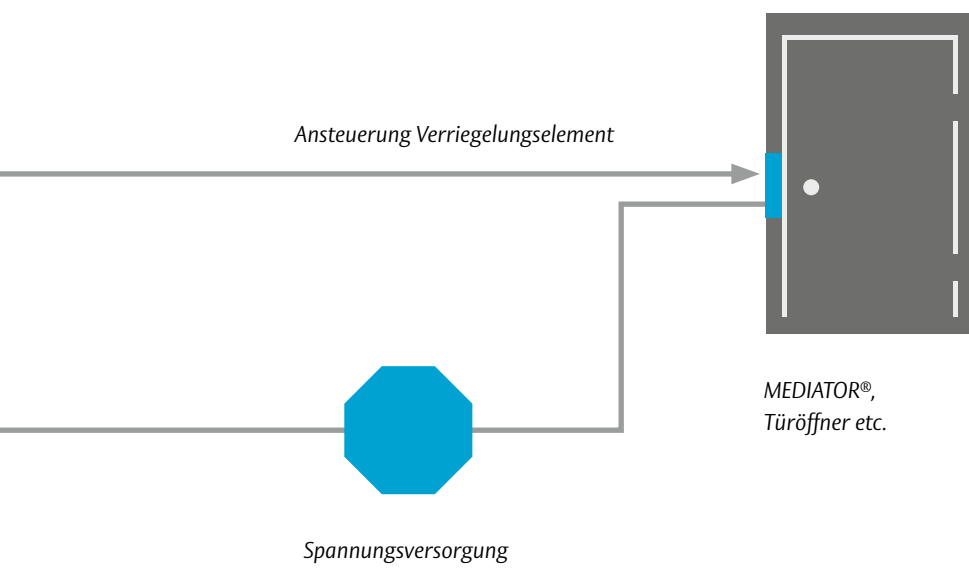 Ansteuerung Verriegelungselement
MEDIATOR®,
Türöffner etc.
Spannungsversorgung